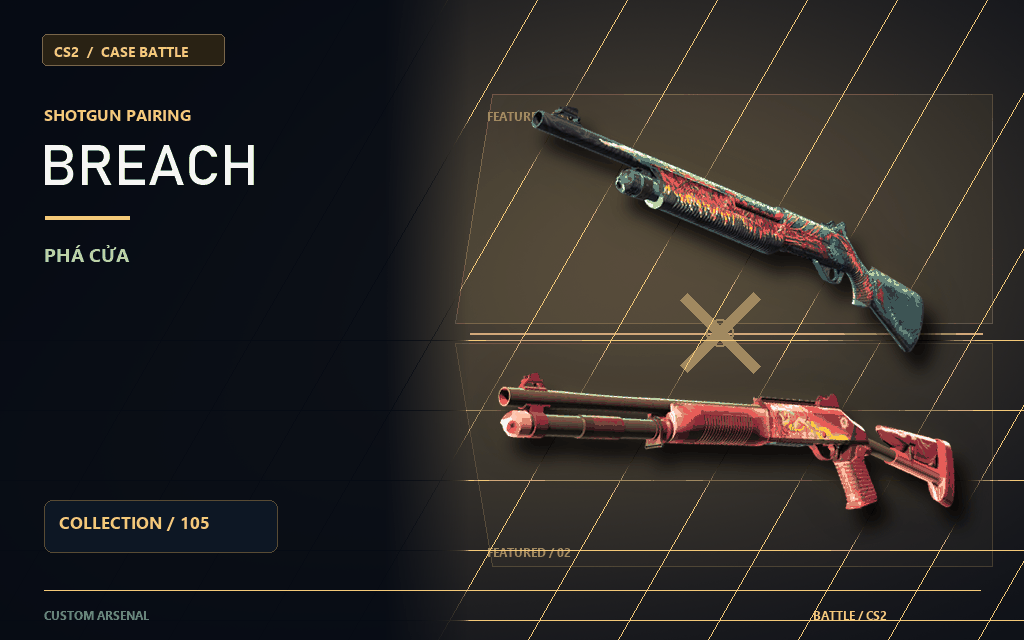 CS2 / CASE BATTLE
SHOTGUN PAIRING
BREACH
PHÁ CỬA
COLLECTION / 105
FEATURED / 02
CUSTOM ARSENAL
BATTLE / CS2